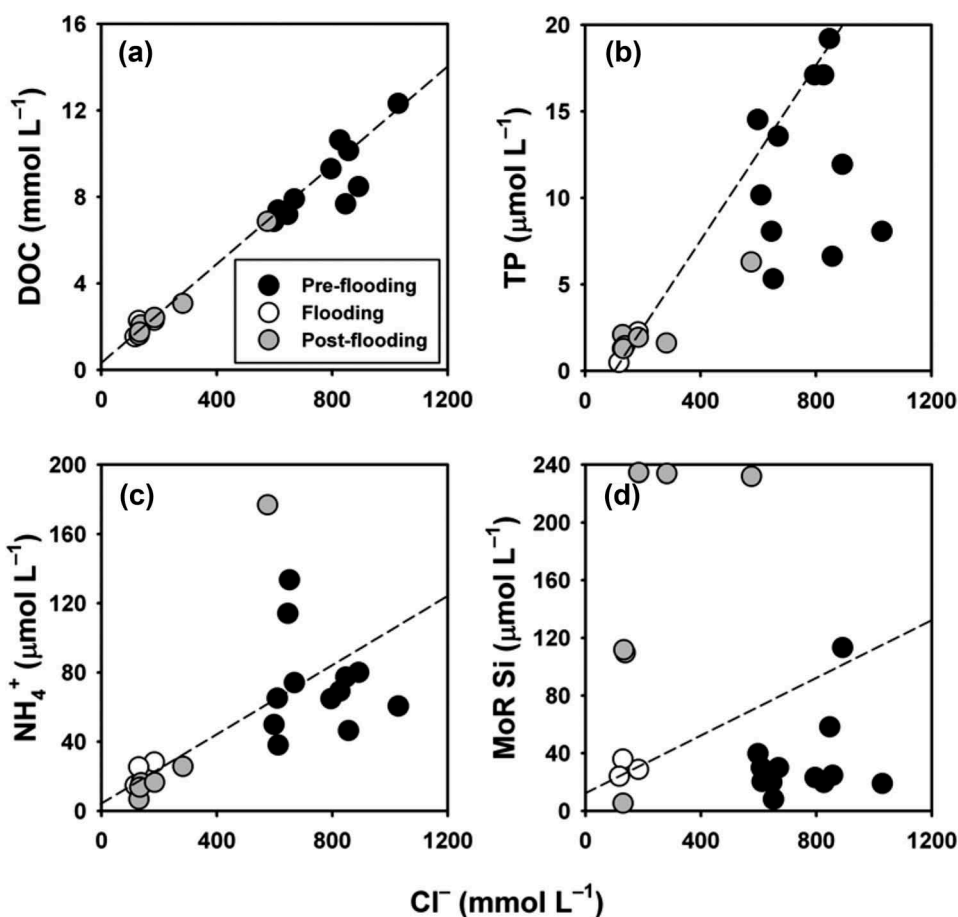 (a)
DOC (mmol L⁻¹)
16
12
8
4
0
0 400 800 1200
Pre-flooding
Flooding
Post-flooding
(b)
TP (μmol L⁻¹)
20
15
10
5
0
0 400 800 1200
(c)
NH₄⁺ (μmol L⁻¹)
200
160
120
80
40
0
0 400 800 1200
(d)
MoR Si (μmol L⁻¹)
240
200
160
120
80
40
0
0 400 800 1200
Cl⁻ (mmol L⁻¹)